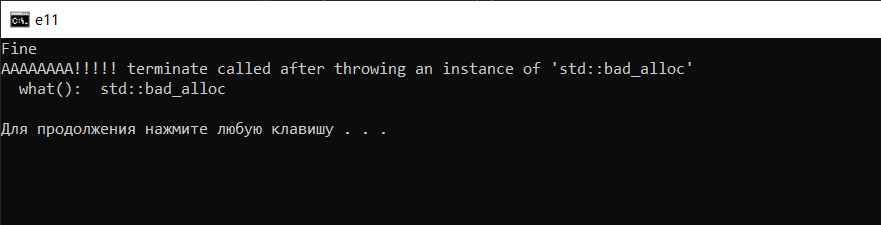 e11
Fine
AAAAAAAA!!!!! terminate called after throwing an instance of 'std::bad_alloc'
  what():  std::bad_alloc
Для продолжения нажмите любую клавишу . . .